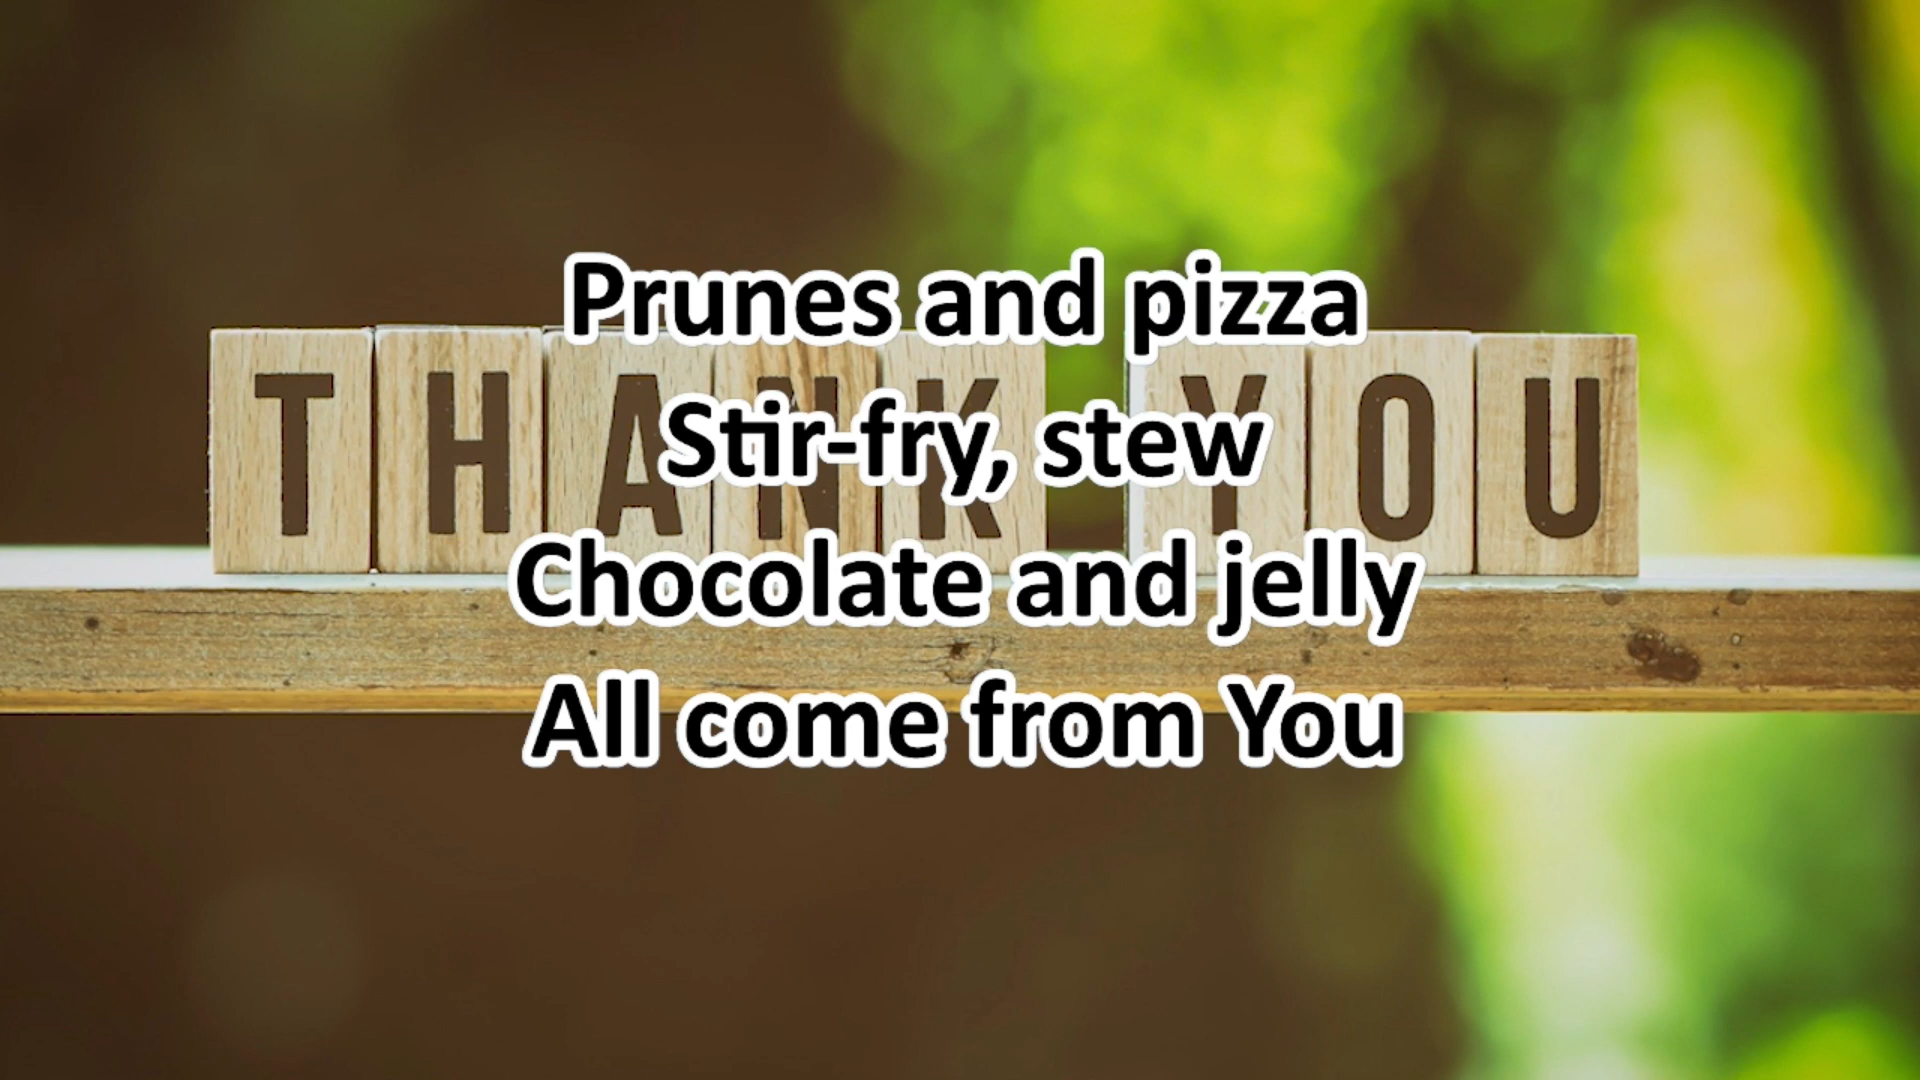 Prunes and pizza
THANK YOU
Stir-fry, stew
Chocolate and jelly
All come from You